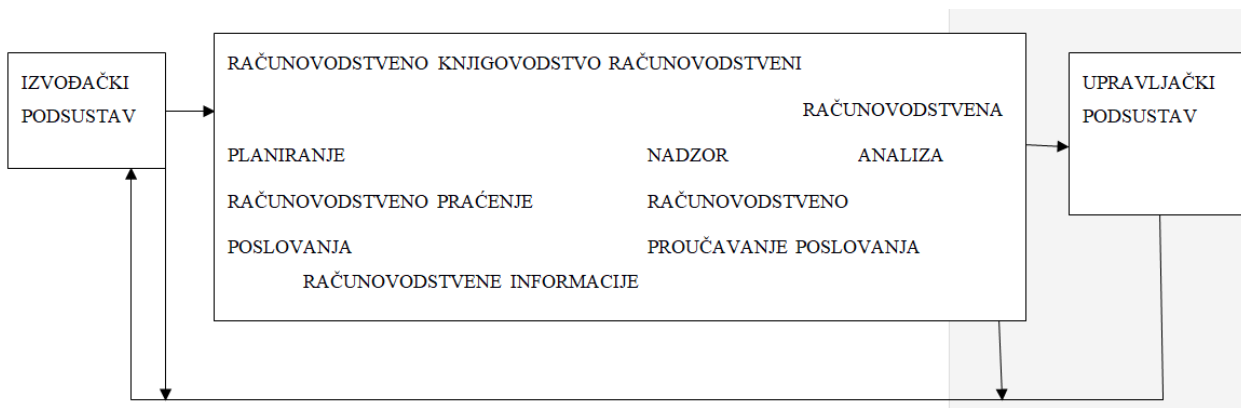 IZVOĐAČKI
PODSUSTAV
RAČUNOVODSTVENO KNJIGOVODSTVO RAČUNOVODSTVENI
RAČUNOVODSTVENA
PLANIRANJE NADZOR ANALIZA
RAČUNOVODSTVENO PRAĆENJE RAČUNOVODSTVENO
POSLOVANJA PROUČAVANJE POSLOVANJA
RAČUNOVODSTVENE INFORMACIJE
UPRAVLJAČKI
PODSUSTAV